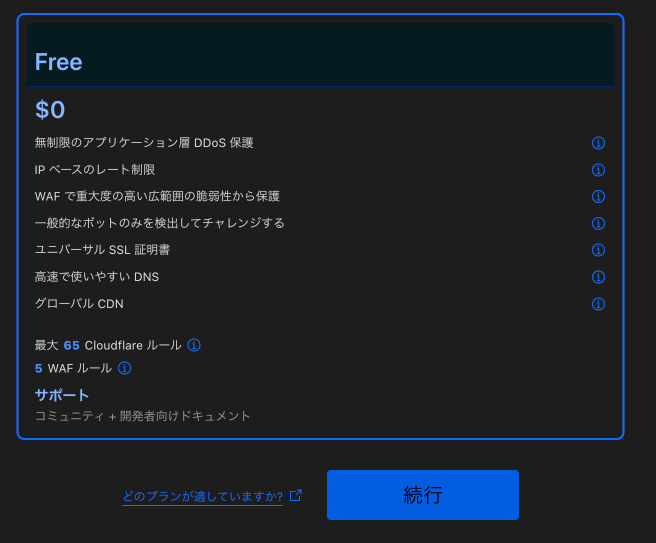 Free
$0
無制限のアプリケーション層 DDoS 保護
IP ベースのレート制限
WAF で重大度の高い広範囲の脆弱性から保護
一般的なボットのみを検出してチャレンジする
ユニバーサル SSL 証明書
高速で使いやすい DNS
グローバル CDN
最大 65 Cloudflare ルール
5 WAF ルール
サポート
コミュニティ + 開発者向けドキュメント
どのプランが適していますか?
続行